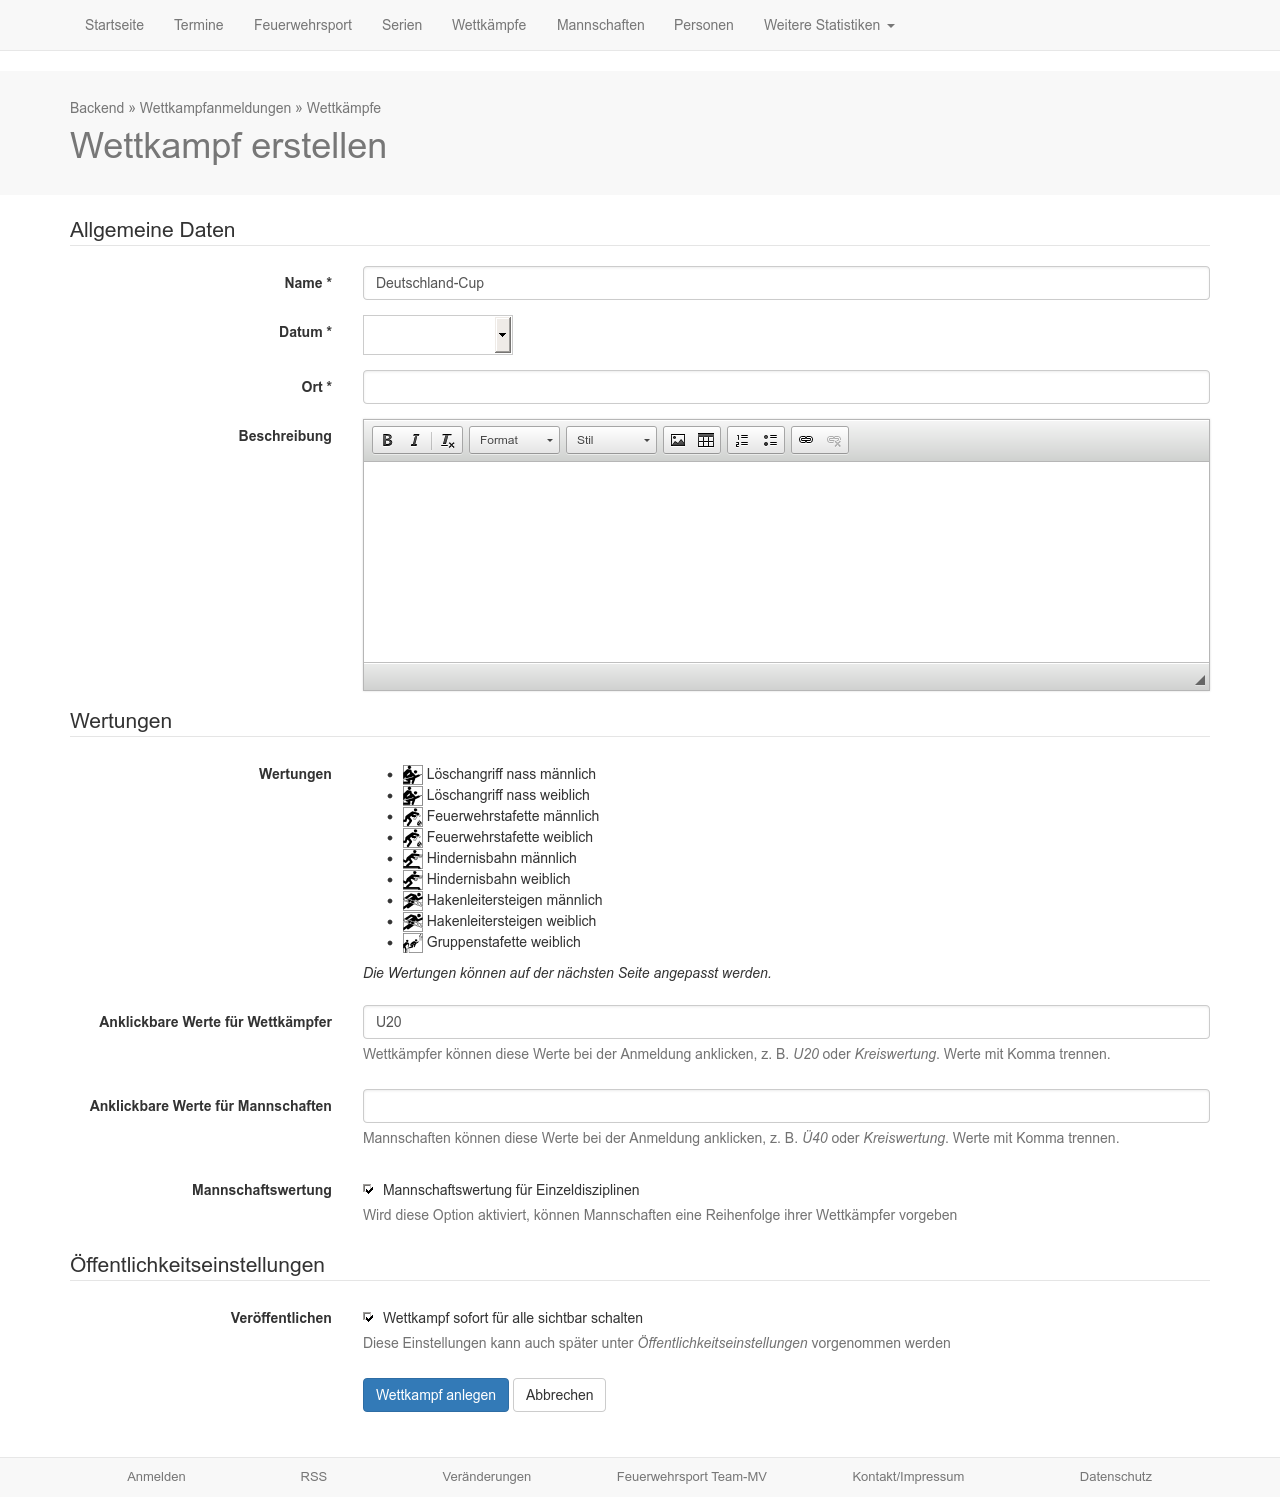 Startseite Termine Feuerwehrsport Serien Wettkämpfe Mannschaften Personen Weitere Statistiken
Backend » Wettkampfanmeldungen » Wettkämpfe
Wettkampf erstellen
Allgemeine Daten
Name * Deutschland-Cup
Datum *
Ort *
Beschreibung B I Tx Format Stil
Wertungen
Wertungen
• Löschangriff nass männlich
• Löschangriff nass weiblich
• Feuerwehrstafette männlich
• Feuerwehrstafette weiblich
• Hindernisbahn männlich
• Hindernisbahn weiblich
• Hakenleitersteigen männlich
• Hakenleitersteigen weiblich
• Gruppenstafette weiblich
Die Wertungen können auf der nächsten Seite angepasst werden.
Anklickbare Werte für Wettkämpfer U20
Wettkämpfer können diese Werte bei der Anmeldung anklicken, z. B. U20 oder Kreiswertung. Werte mit Komma trennen.
Anklickbare Werte für Mannschaften
Mannschaften können diese Werte bei der Anmeldung anklicken, z. B. Ü40 oder Kreiswertung. Werte mit Komma trennen.
Mannschaftswertung Mannschaftswertung für Einzeldisziplinen
Wird diese Option aktiviert, können Mannschaften eine Reihenfolge ihrer Wettkämpfer vorgeben
Öffentlichkeitseinstellungen
Veröffentlichen Wettkampf sofort für alle sichtbar schalten
Diese Einstellungen kann auch später unter Öffentlichkeitseinstellungen vorgenommen werden
Wettkampf anlegen Abbrechen
Anmelden RSS Veränderungen Feuerwehrsport Team-MV Kontakt/Impressum Datenschutz